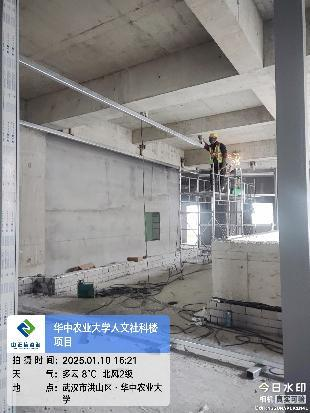 华中农业大学人文社科楼
项目
拍摄时间：2025.01.10 16:21
天气：多云 8℃ 北风2级
地点：武汉市洪山区·华中农业大学
今日水印
相机